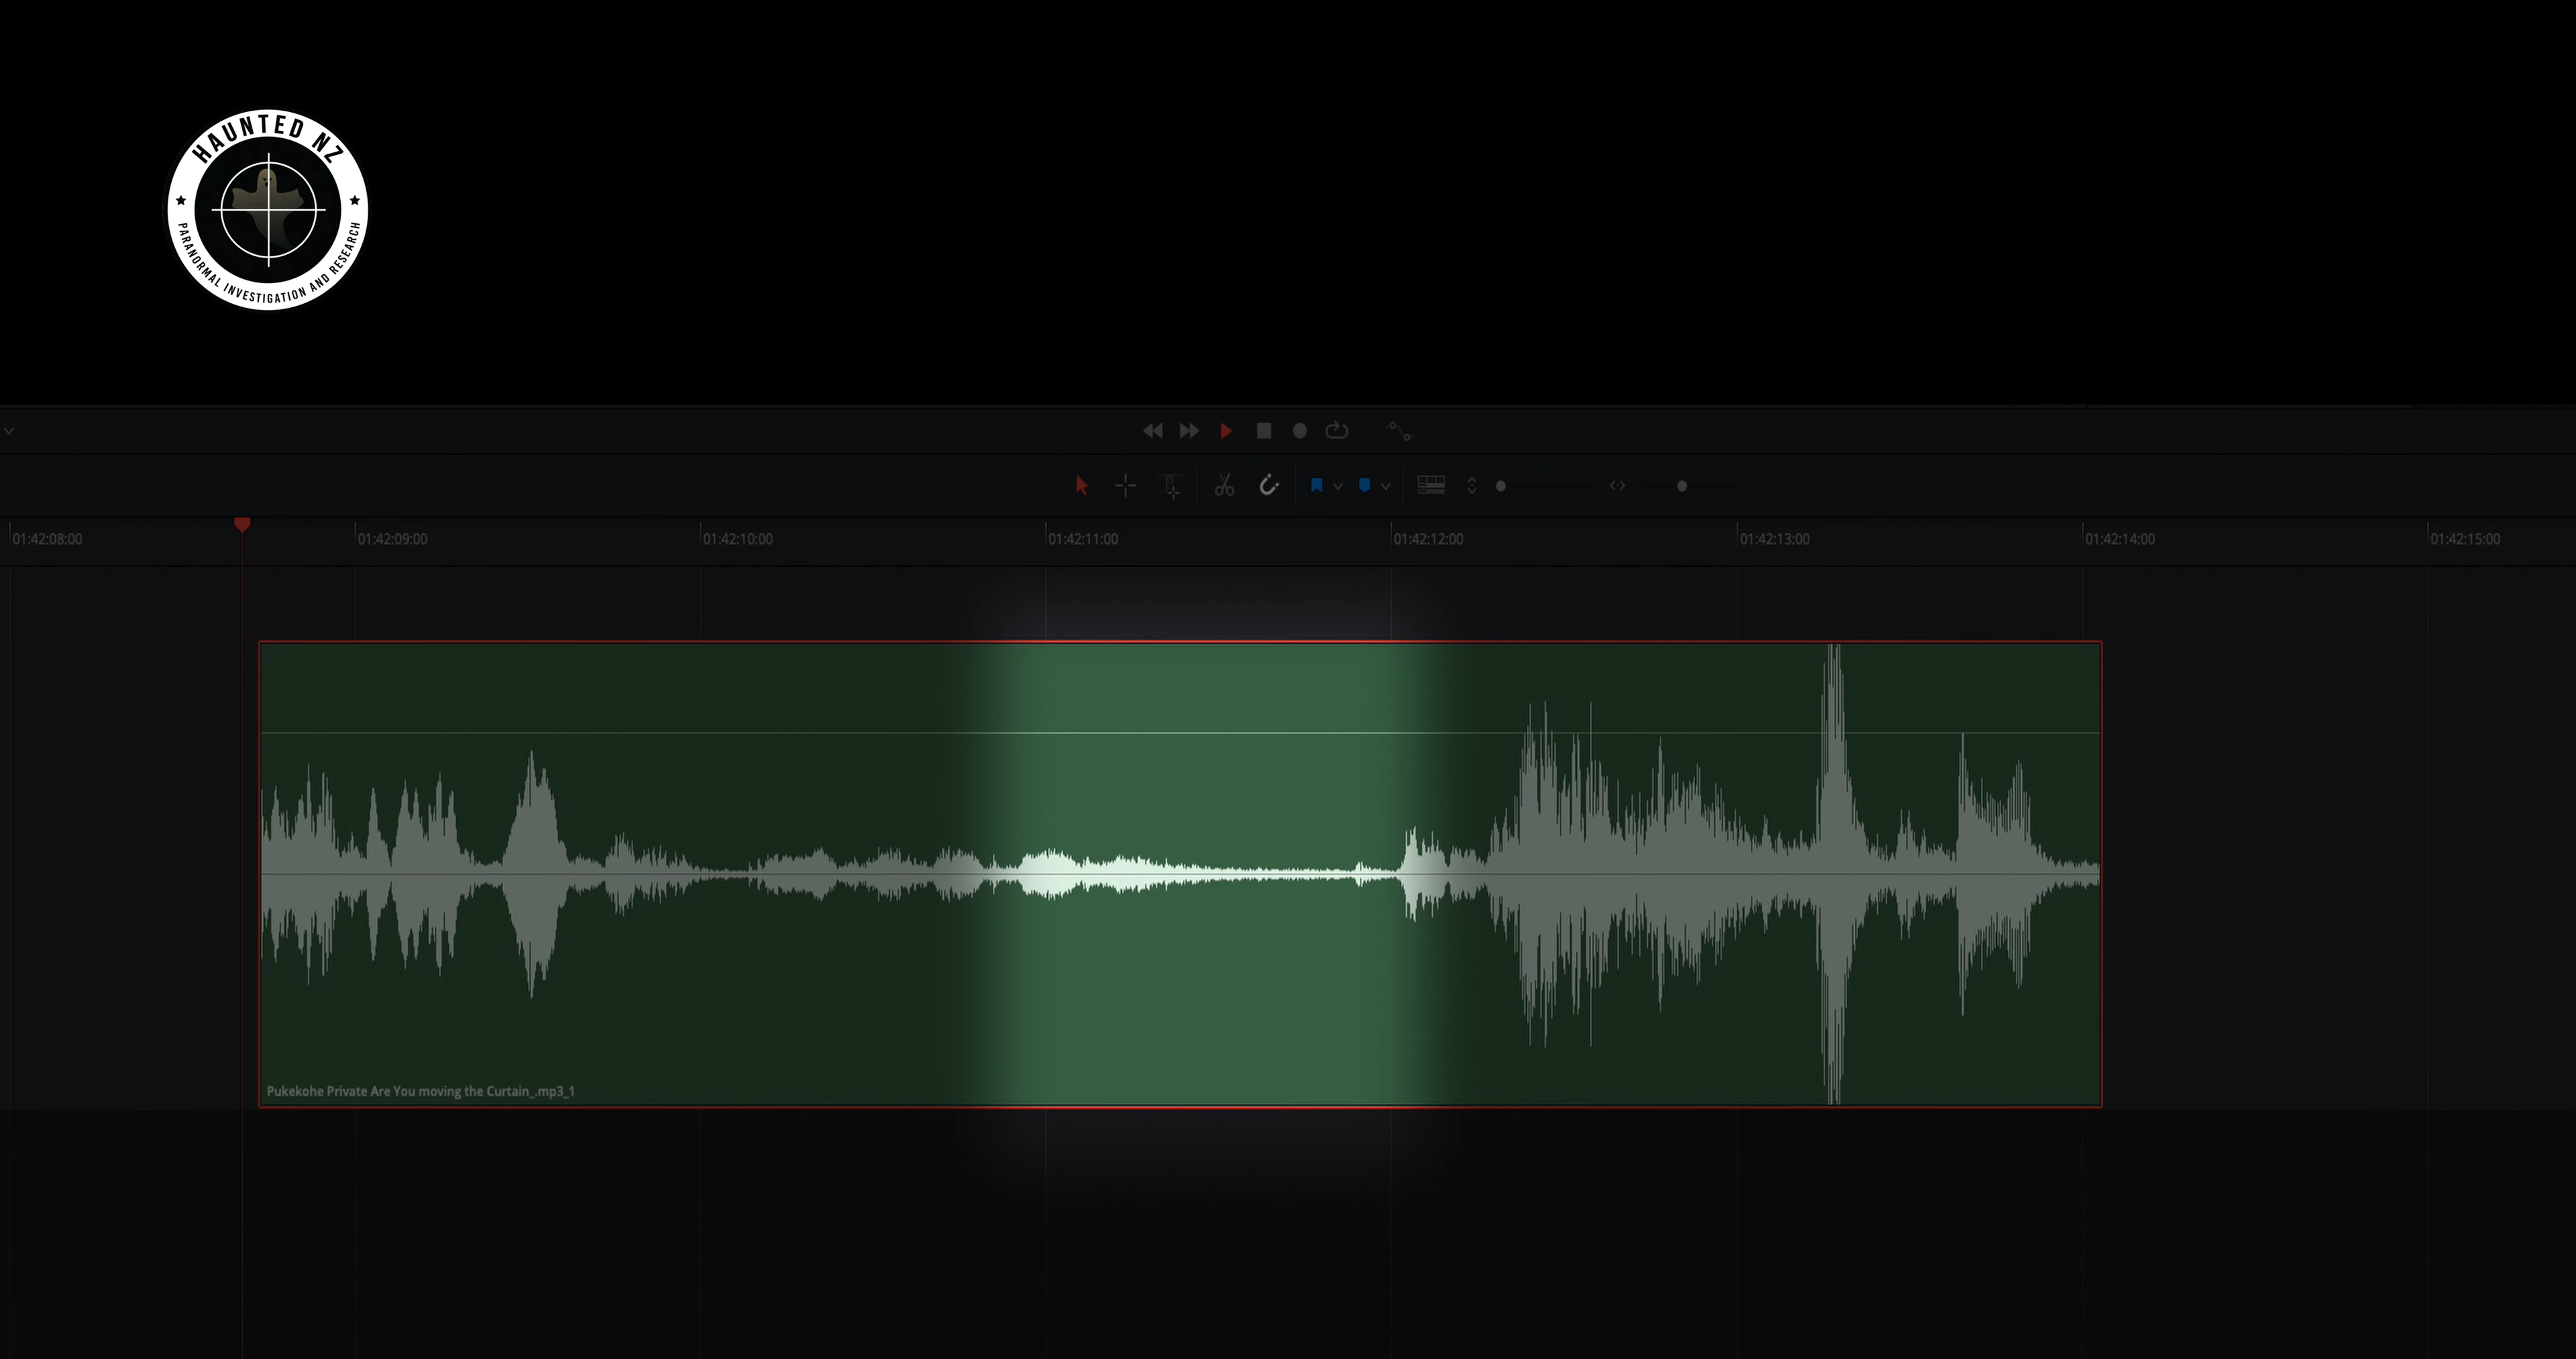 HAUNTED NZ
PARANORMAL INVESTIGATION AND RESEARCH
01:42:08:00
01:42:09:00
01:42:10:00
01:42:11:00
01:42:12:00
01:42:13:00
01:42:14:00
01:42:15:00
Pukekohe Private Are You moving the Curtain_.mp3_1